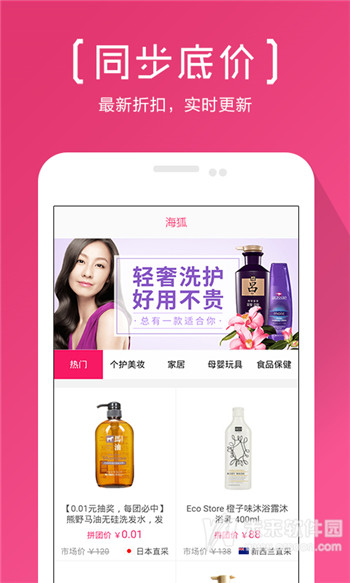 [同步底价]
最新折扣,实时更新
海狐
轻奢洗护
好用不贵
总有一款适合你
吕
热门
个护美妆
家居
母婴玩具
食品保健
马油
【0.01元抽奖,每团必中】
熊野马油无硅洗发水,发
拼团价￥0.01
市场价 ￥120
日本直采
Eco Store 橙子味沐浴露沐
浴乳 400ml
拼团价￥88
市场价 ￥138
新西兰直采